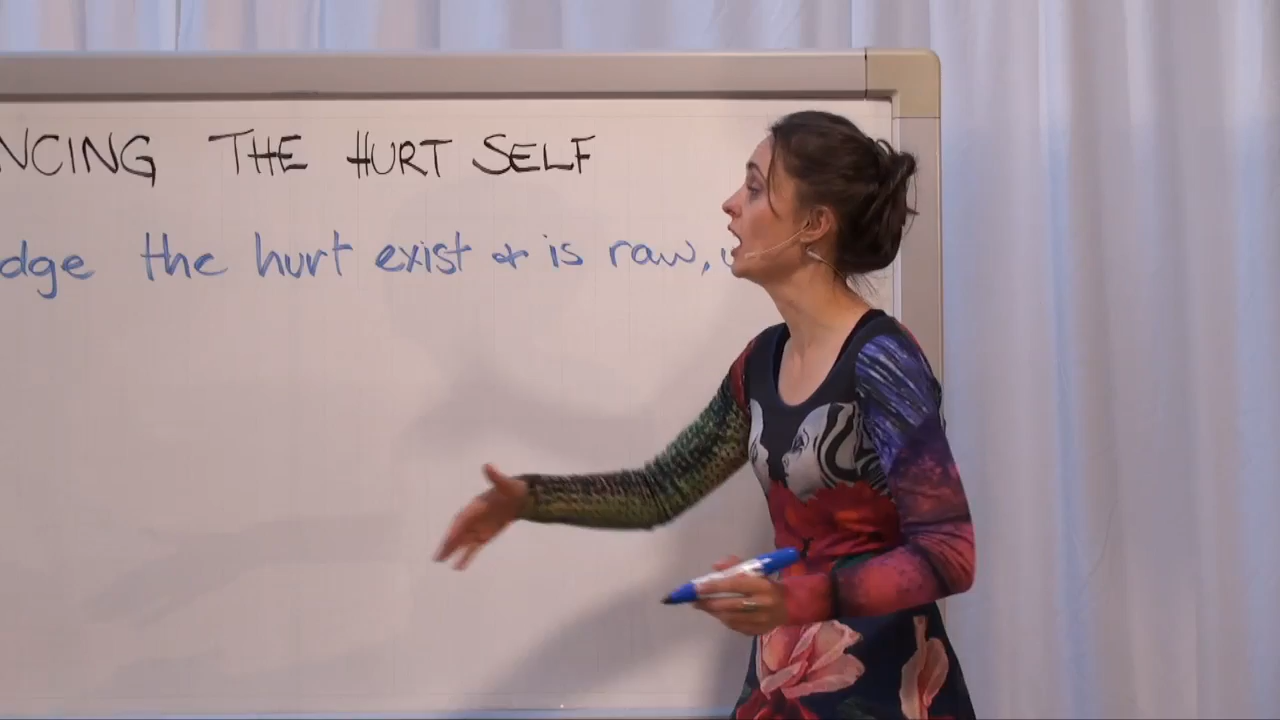 NCING THE HURT SELF
dge the hurt exist & is raw,